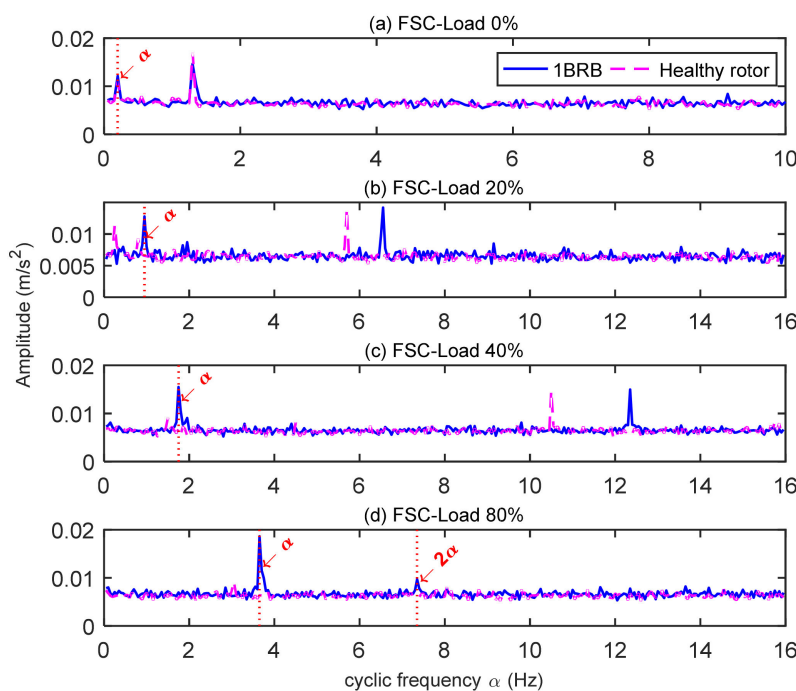 (a) FSC-Load 0%
0.02
0.01
0
α
1BRB
Healthy rotor
0 2 4 6 8 10
(b) FSC-Load 20%
0.01
0.005
0
α
0 2 4 6 8 10 12 14 16
(c) FSC-Load 40%
0.02
0.01
0
α
0 2 4 6 8 10 12 14 16
(d) FSC-Load 80%
0.02
0.01
0
α
2α
0 2 4 6 8 10 12 14 16
Amplitude (m/s²)
cyclic frequency α (Hz)